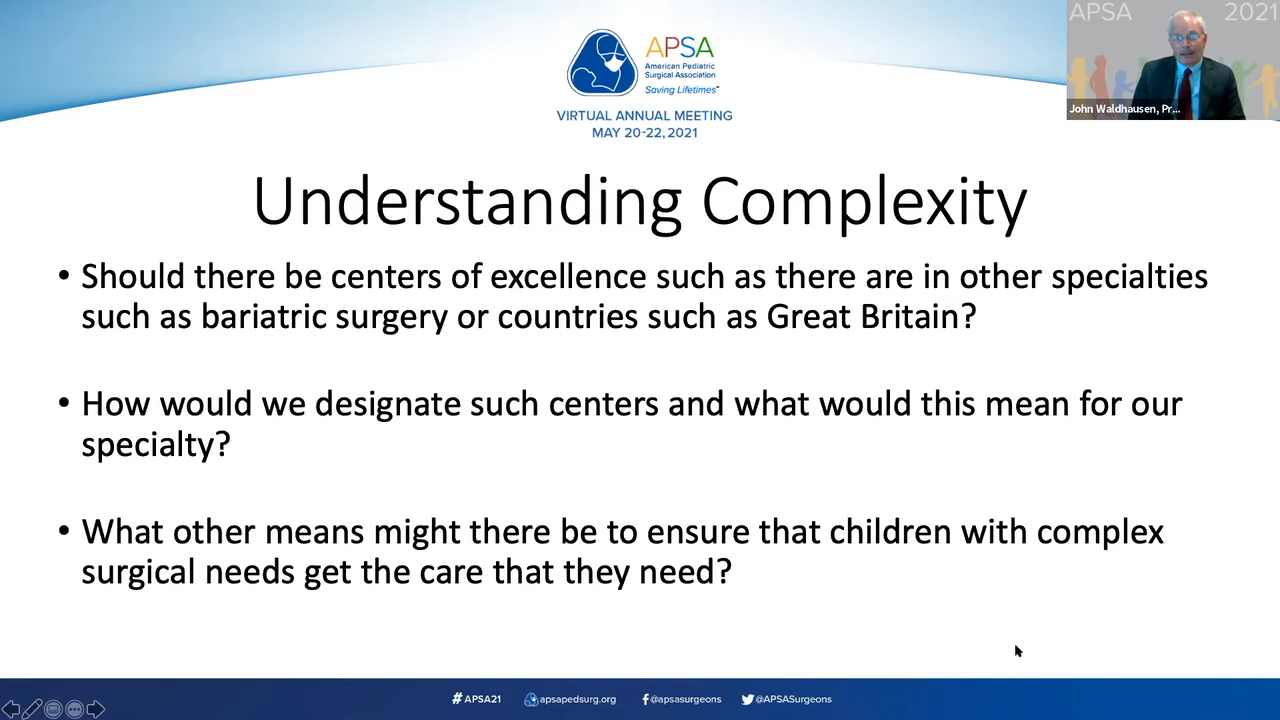 APSA 2021
John Waldhausen, Pr...
APSA
American Pediatric
Surgical Association
Saving Lifetimes™
VIRTUAL ANNUAL MEETING
MAY 20-22, 2021
Understanding Complexity
• Should there be centers of excellence such as there are in other specialties
such as bariatric surgery or countries such as Great Britain?
• How would we designate such centers and what would this mean for our
specialty?
• What other means might there be to ensure that children with complex
surgical needs get the care that they need?
#APSA21 apsapedsurg.org @apsasurgeons @APSASurgeons